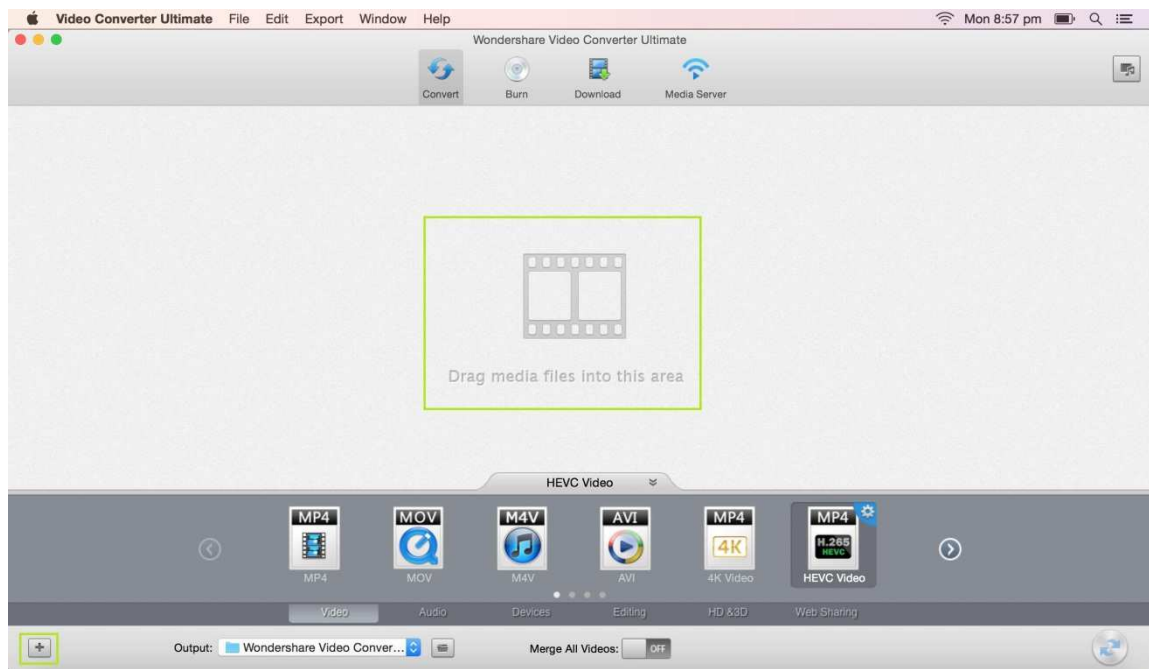 Video Converter Ultimate File Edit Export Window Help Mon 8:57 pm
Wondershare Video Converter Ultimate
Convert Burn Download Media Server
Drag media files into this area
HEVC Video
MP4 MOV M4V AVI MP4 MP4
4K H.265
HEVC
MP4 MOV M4V AVI 4K Video HEVC Video
Video Audio Devices Editing HD &3D Web Sharing
Output: Wondershare Video Conver... Merge All Videos: OFF